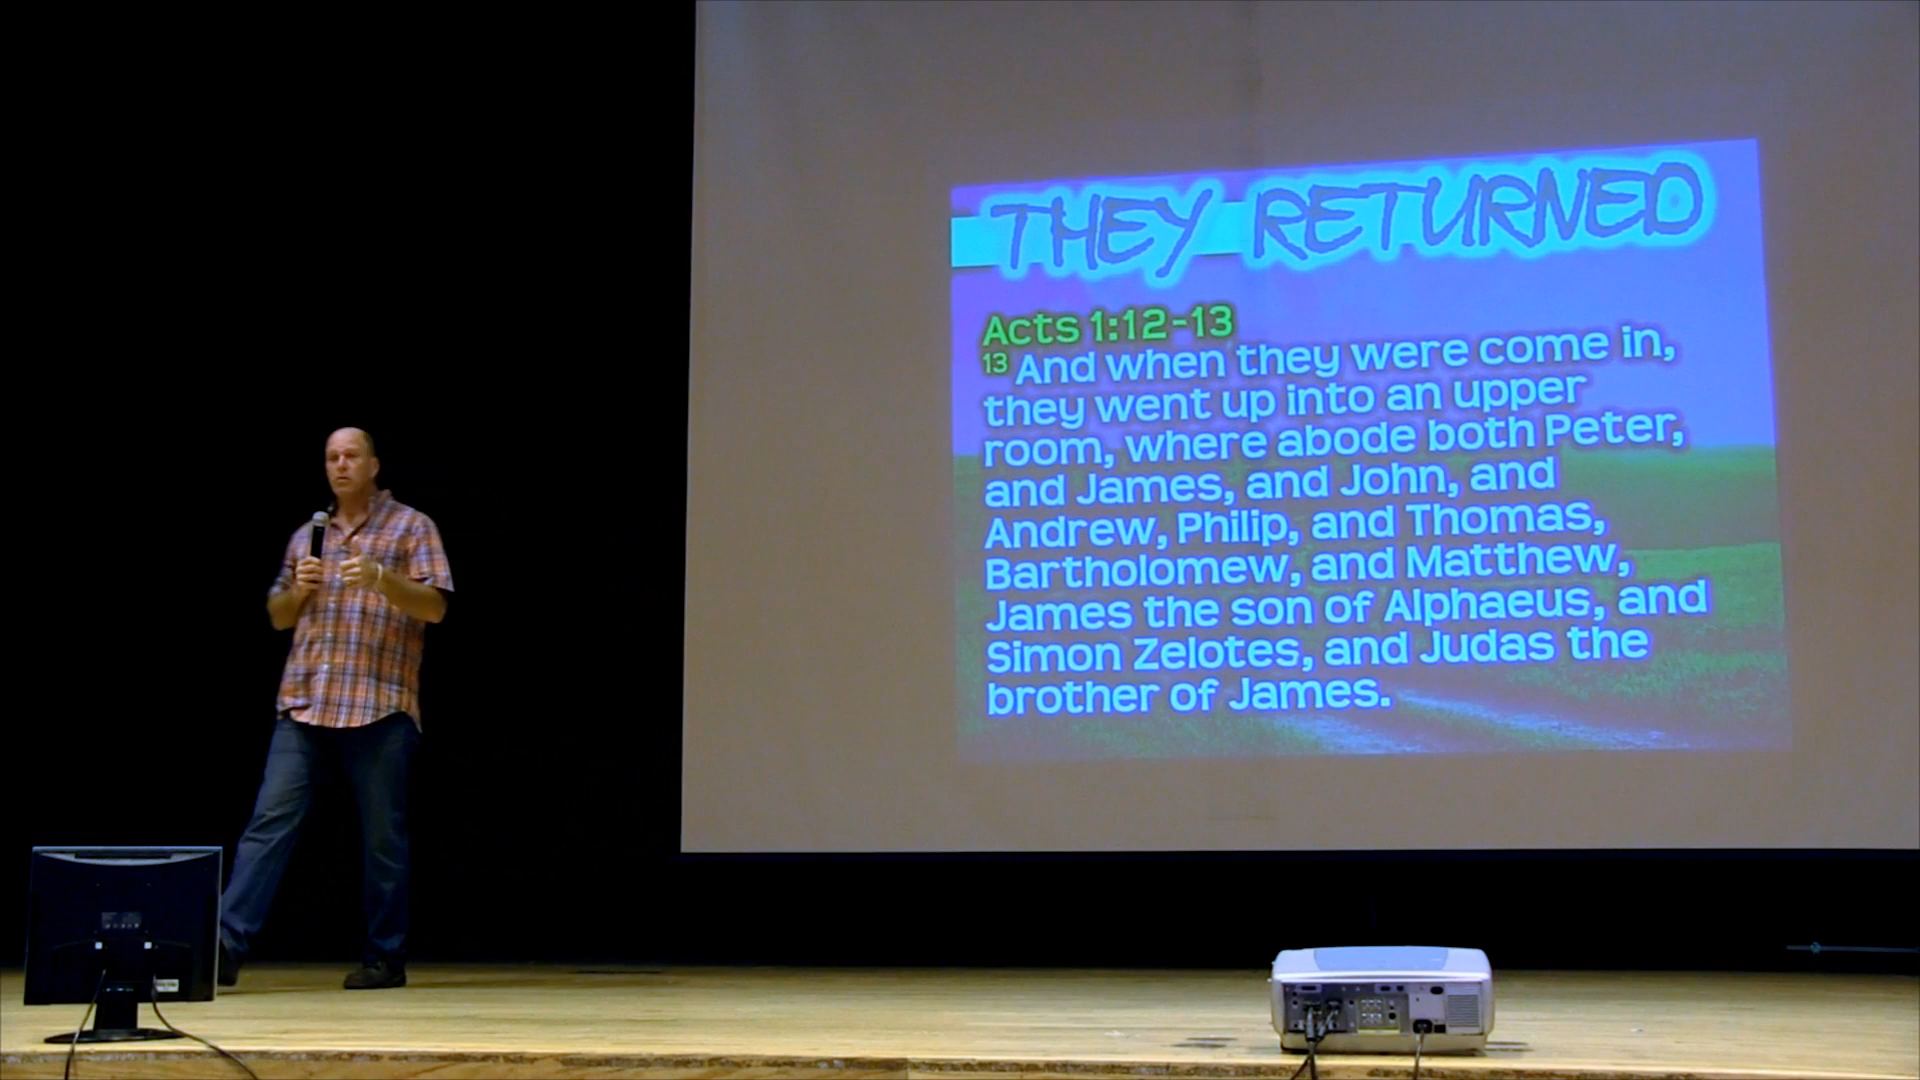 THEY RETURNED
Acts 1:12-13
13 And when they were come in,
they went up into an upper
room, where abode both Peter,
and James, and John, and
Andrew, Philip, and Thomas,
Bartholomew, and Matthew,
James the son of Alphaeus, and
Simon Zelotes, and Judas the
brother of James.